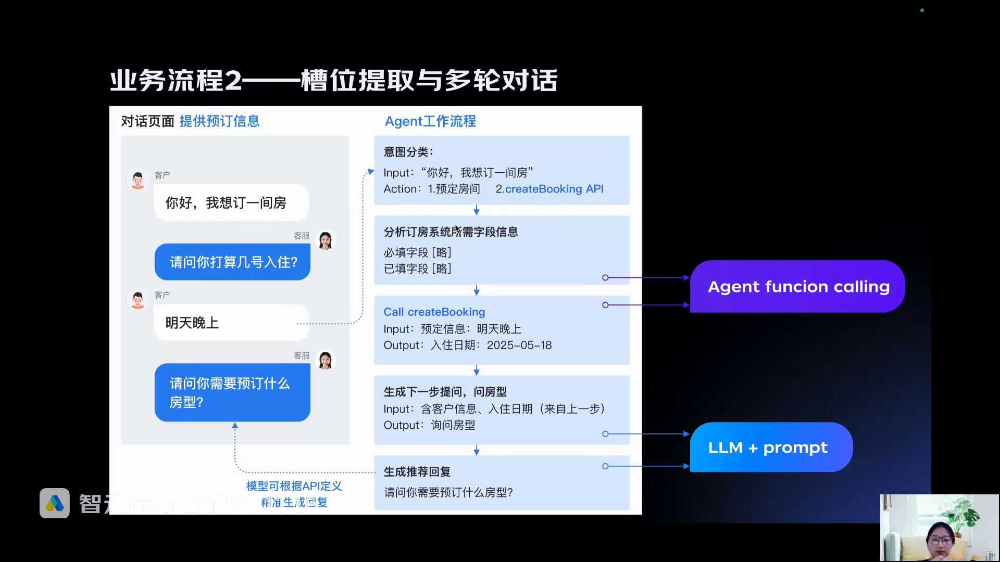 业务流程2——槽位提取与多轮对话
对话页面 提供预订信息
客户
你好，我想订一间房
客服
请问你打算几号入住?
客户
明天晚上
客服
请问你需要预订什么
房型?
模型可根据API定义
精准生成回复
Agent工作流程
意图分类：
Input：“你好，我想订一间房”
Action：1.预定房间 2.createBooking API
分析订房系统所需字段信息
必填字段 [略]
已填字段 [略]
Call createBooking
Input：预定信息：明天晚上
Output：入住日期：2025-05-18
生成下一步提问，问房型
Input：含客户信息、入住日期（来自上一步）
Output：询问房型
生成推荐回复
请问你需要预订什么房型?
Agent funcion calling
LLM + prompt
智